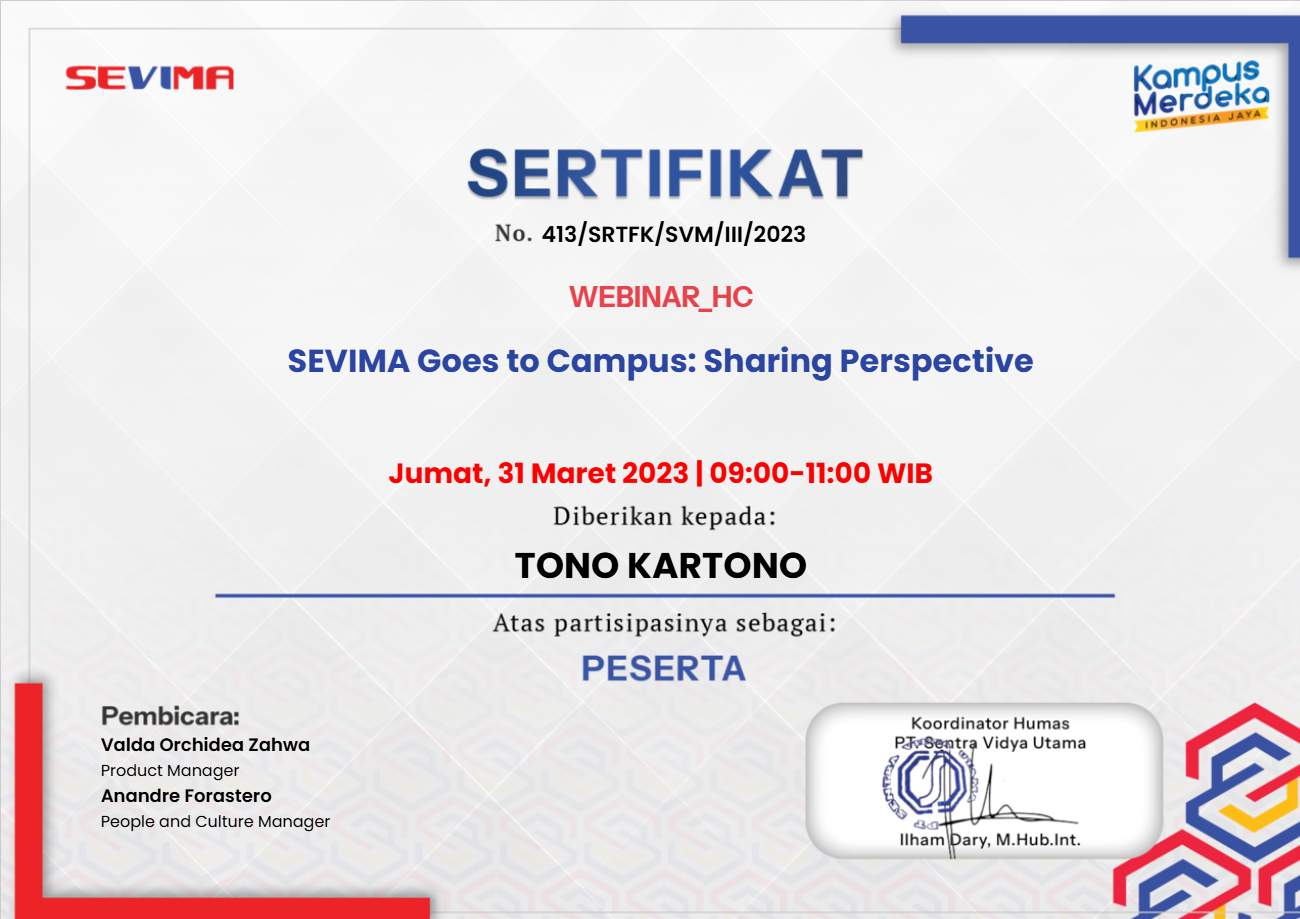 SEVIMA
Kampus
Merdeka
INDONESIA JAYA
SERTIFIKAT
No. 413/SRTFK/SVM/III/2023
WEBINAR_HC
SEVIMA Goes to Campus: Sharing Perspective
Jumat, 31 Maret 2023 | 09:00-11:00 WIB
Diberikan kepada:
TONO KARTONO
Atas partisipasinya sebagai:
PESERTA
Pembicara:
Valda Orchidea Zahwa
Product Manager
Anandre Forastero
People and Culture Manager
Koordinator Humas
PT. Sentra Vidya Utama
Ilham Dary, M.Hub.Int.